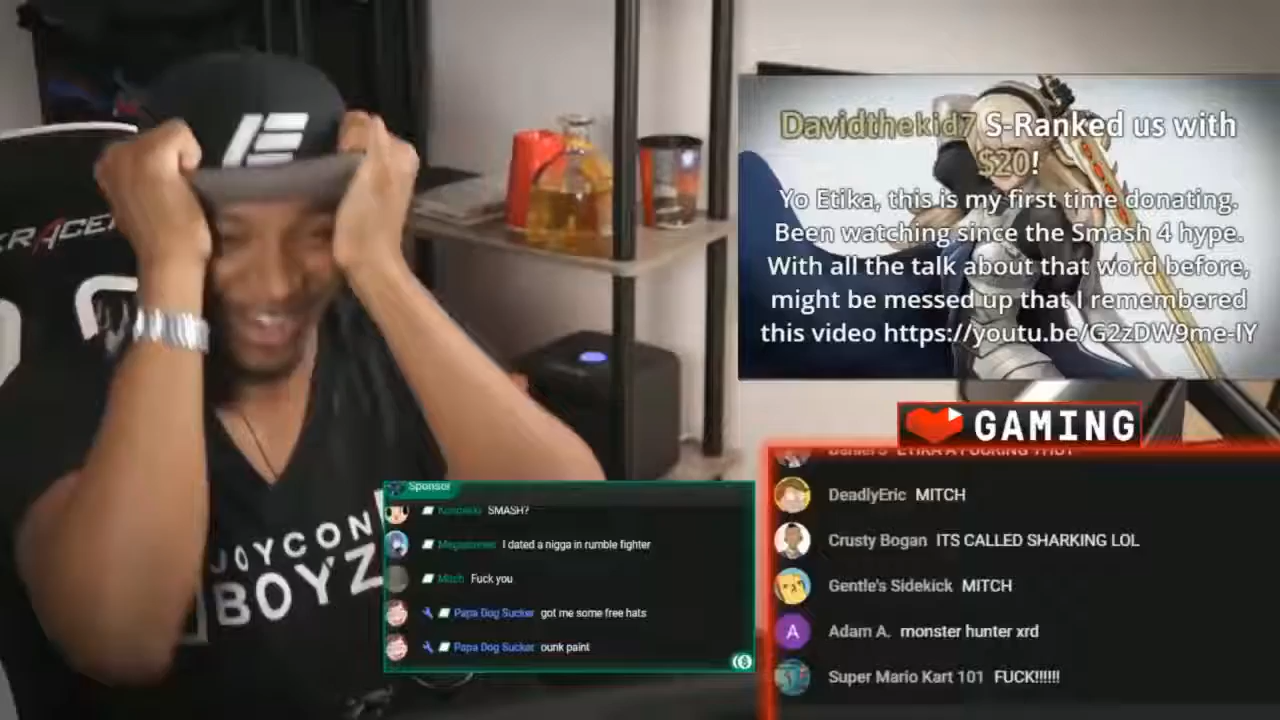 Davidthekid7 S-Ranked us with
$20!
Yo Etika, this is my first time donating.
Been watching since the Smash 4 hype.
With all the talk about that word before,
might be messed up that I remembered
this video https://youtu.be/G2zDW9me-IY
GAMING
ETIKA A FUCKING THOT
DeadlyEric MITCH
Crusty Bogan ITS CALLED SHARKING LOL
Gentle's Sidekick MITCH
Adam A. monster hunter xrd
Super Mario Kart 101 FUCK!!!!!!
A
Sponsor
SMASH?
I dated a nigga in rumble fighter
Mitch Fuck you
Papa Dog Sucker got me some free hats
Papa Dog Sucker ounk paint
JOYCON
BOYZ
E